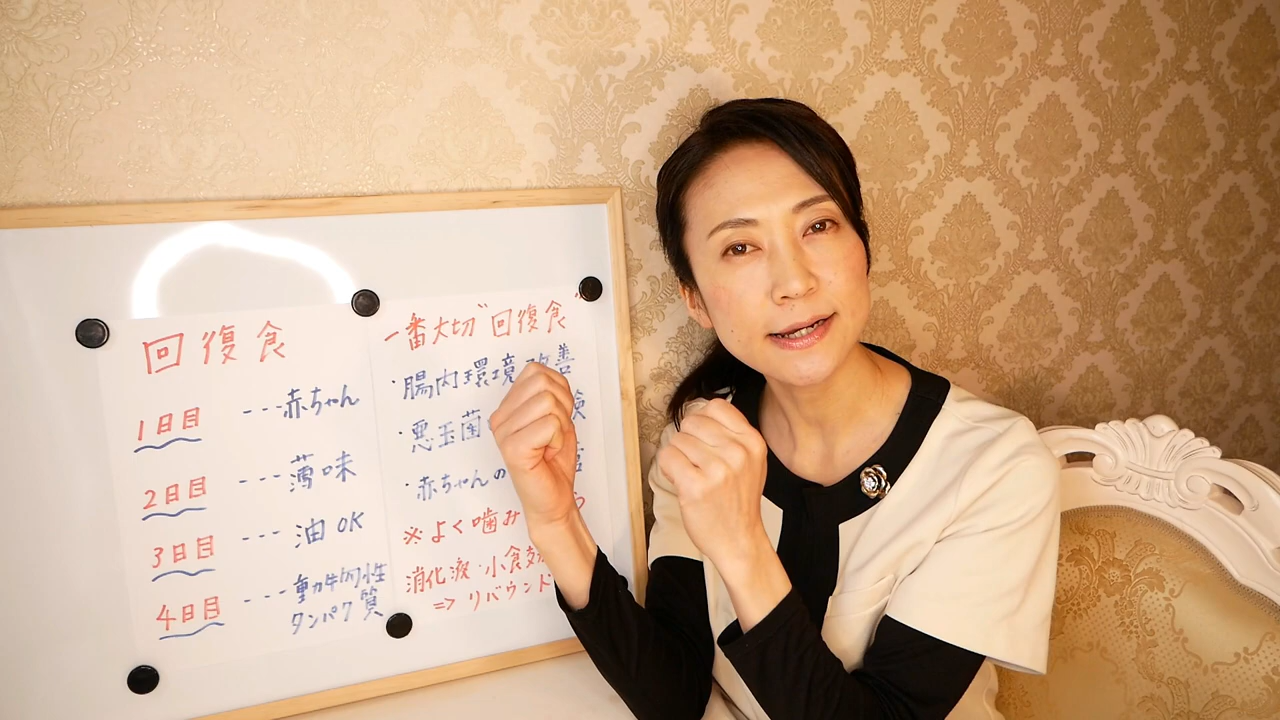 回復食
1日目 ---赤ちゃん
2日目 ---薄味
3日目 ---油OK
4日目 ---動物性
タンパク質
一番大切"回復食"
・腸内環境改善
・悪玉菌
・赤ちゃんの
※よく噛み
消化液・小食効
=> リバウンド